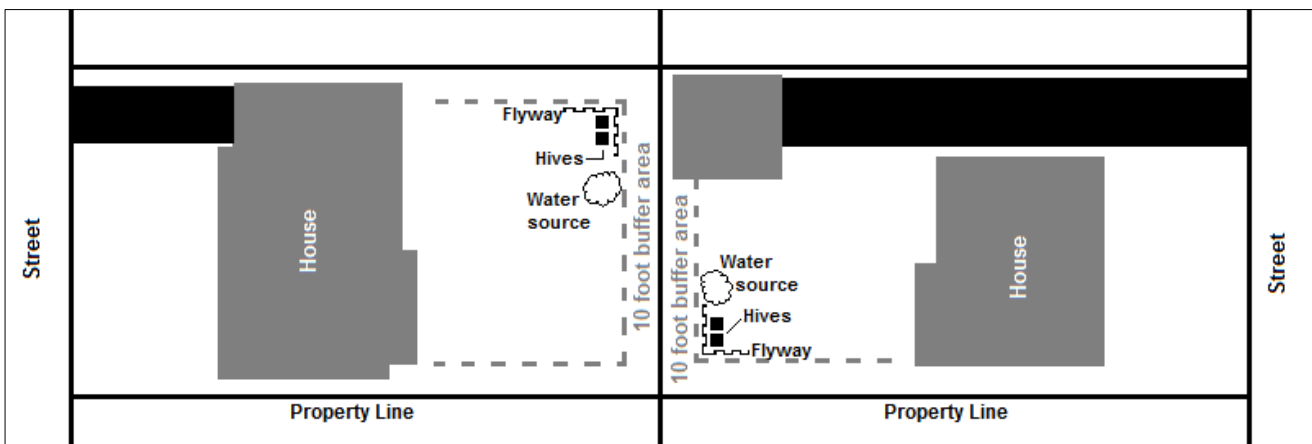 Street
House
Flyway
Hives
Water
source
10 foot buffer area
Property Line
10 foot buffer area
Water
source
Hives
Flyway
House
Property Line
Street